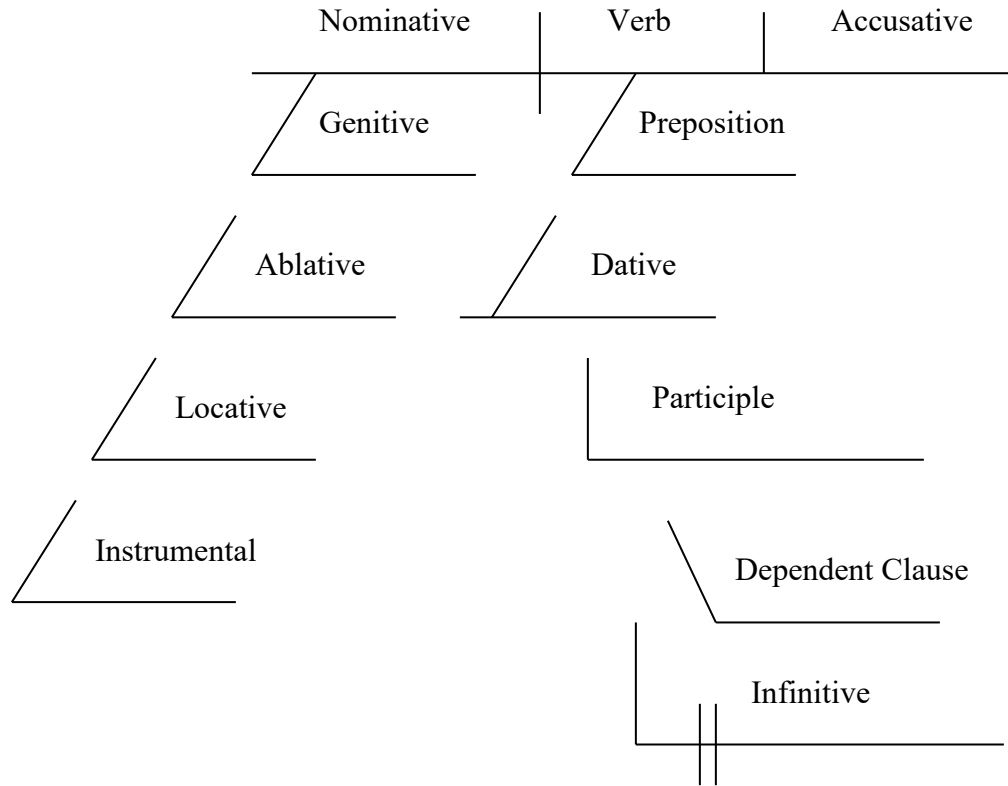 Nominative Verb Accusative
Genitive Preposition
Ablative Dative
Locative Participle
Instrumental Dependent Clause
Infinitive